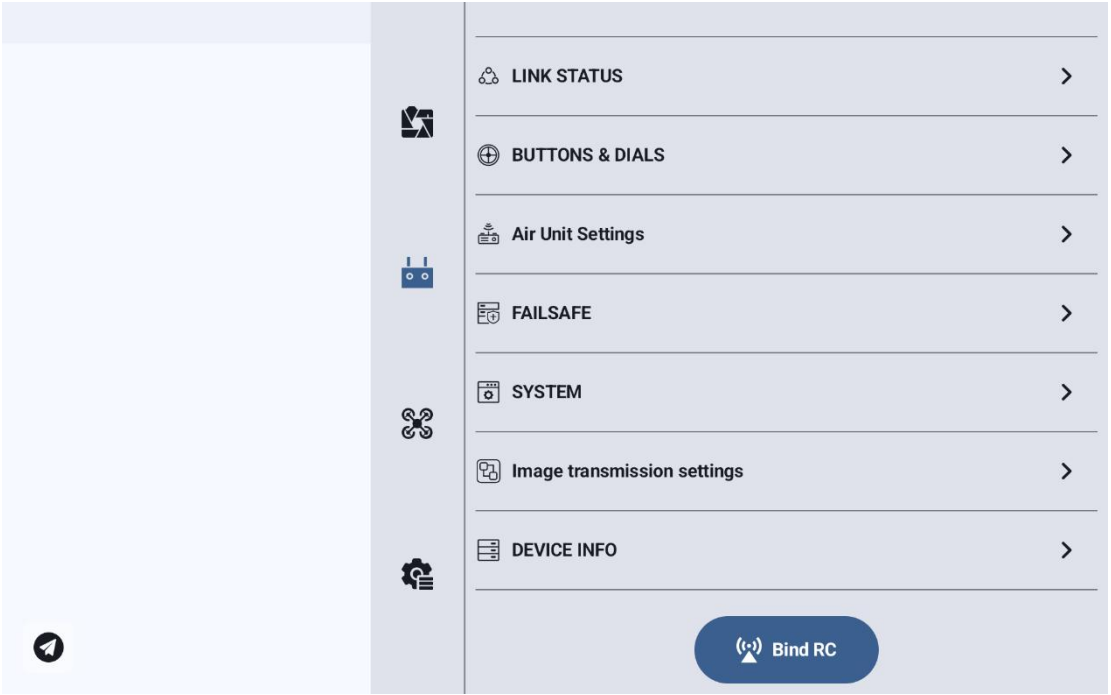 LINK STATUS
BUTTONS & DIALS
Air Unit Settings
FAILSAFE
SYSTEM
Image transmission settings
DEVICE INFO
Bind RC